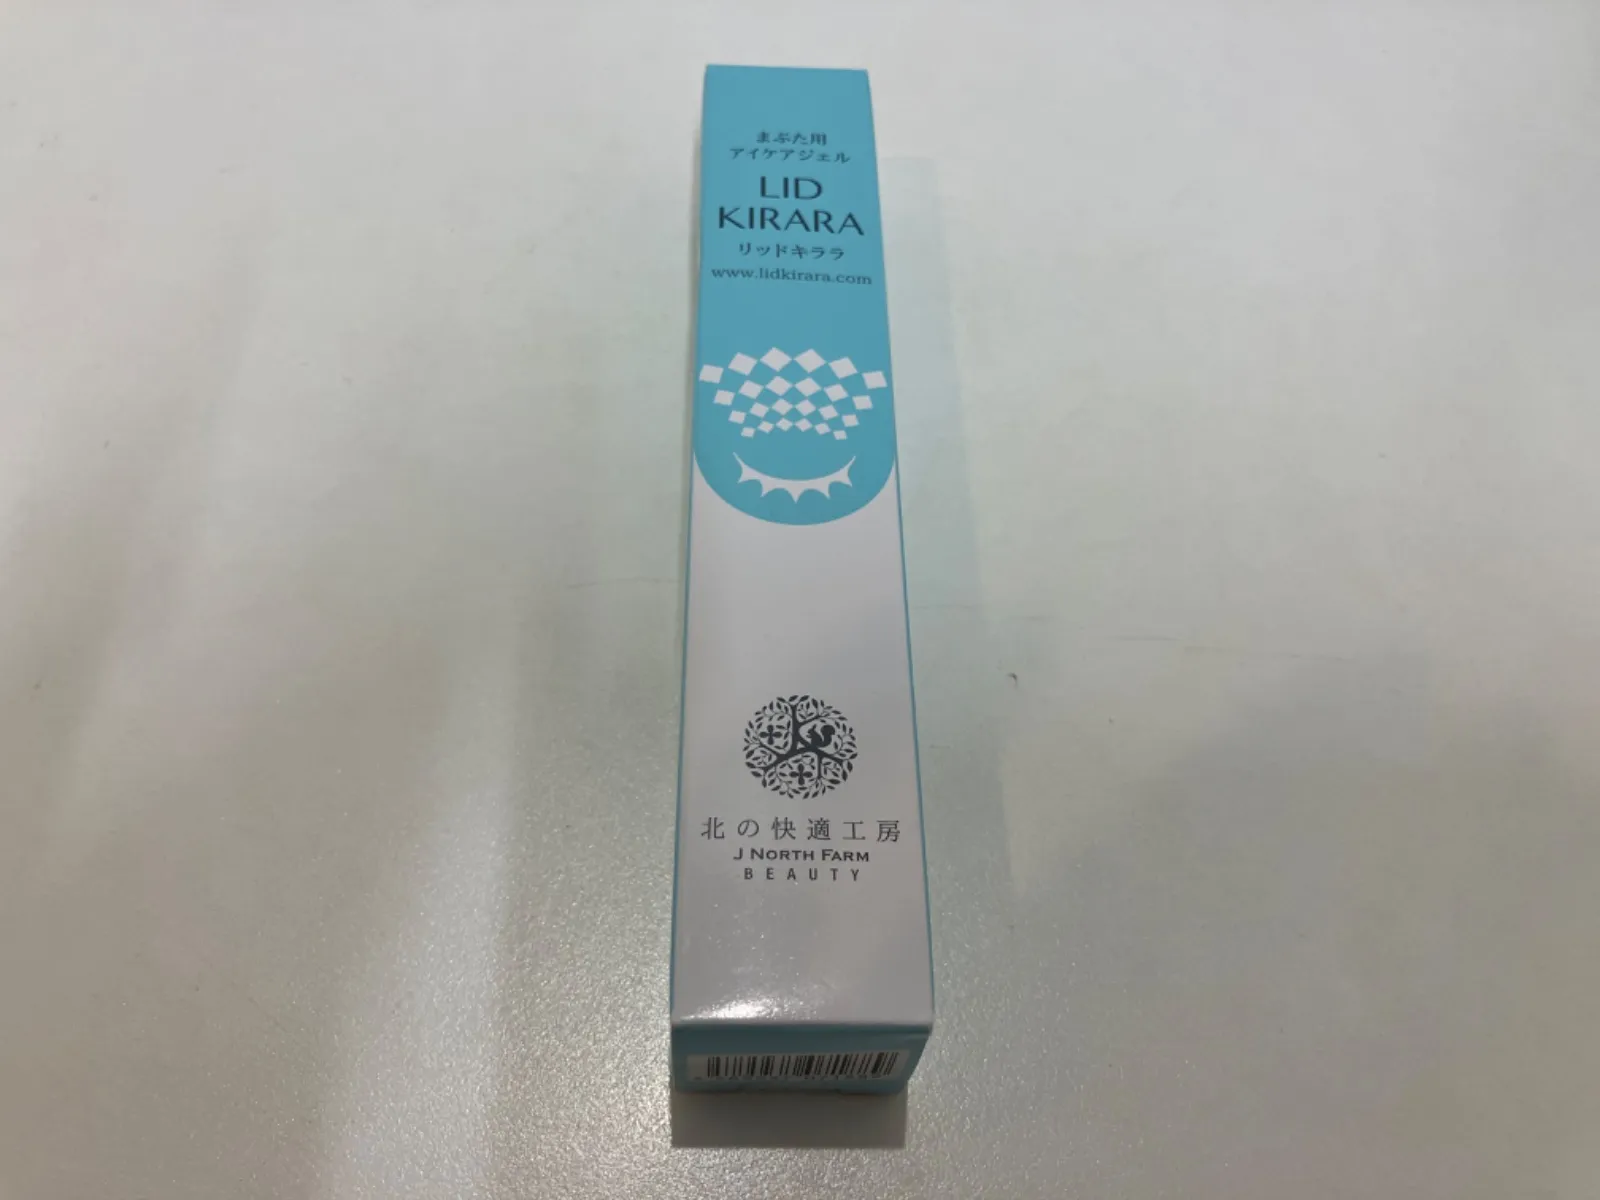 まぶた用
アイケアジェル
LID
KIRARA
リッドキララ
www.lidkirara.com
北の快適工房
J NORTH FARM
BEAUTY